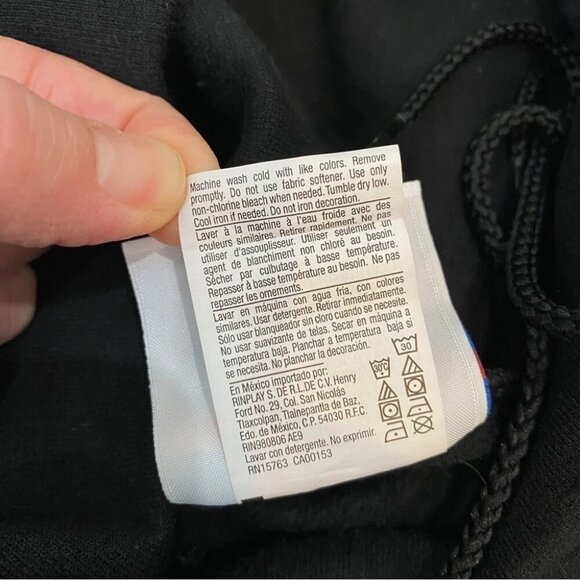 Machine wash cold with like colors. Remove
promptly. Do not use fabric softener. Use only
non-chlorine bleach when needed. Tumble dry low.
Cool iron if needed. Do not iron decoration.
Laver à la machine à l'eau froide avec des
couleurs similaires. Retirer rapidement. Ne pas
utiliser d'assouplisseur. Utiliser seulement un
agent de blanchiment non chloré au besoin.
Sécher par culbutage à basse température.
Repasser à basse température au besoin. Ne pas
repasser les ornements.
Lavar en máquina con agua fría, con colores
similares. Usar detergente. Retirar inmediatamente.
Sólo usar blanqueador sin cloro cuando se necesite.
No usar suavizante de telas. Secar en máquina a
temperatura baja. Planchar a temperatura baja si
se necesita. No planchar la decoración.
En México importado por:
RINPLAY S. DE R.L.DE C.V. Henry
Ford No. 29, Col. San Nicolás
Tlaxcolpan, Tlalnepantla de Baz,
Edo. de México, C.P. 54030 R.F.C.
RIN980806 AE9
Lavar con detergente. No exprimir.
RN15763 CA00153
30°C
30